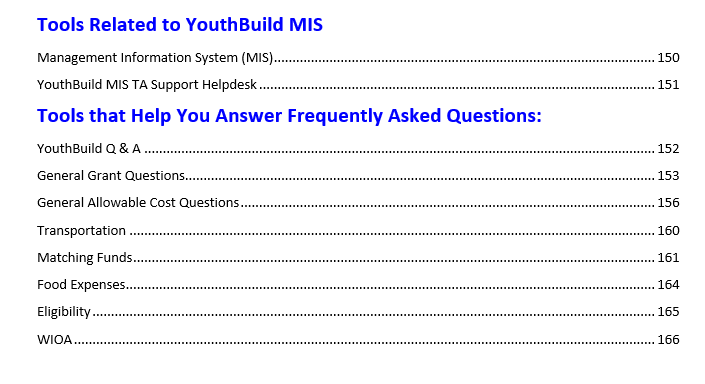 Tools Related to YouthBuild MIS
Management Information System (MIS)..........................................................................................150
YouthBuild MIS TA Support Helpdesk..............................................................................................151
Tools that Help You Answer Frequently Asked Questions:
YouthBuild Q & A ..........................................................................................................................152
General Grant Questions................................................................................................................153
General Allowable Cost Questions..................................................................................................156
Transportation ..............................................................................................................................160
Matching Funds.............................................................................................................................161
Food Expenses...............................................................................................................................164
Eligibility.......................................................................................................................................165
WIOA............................................................................................................................................166